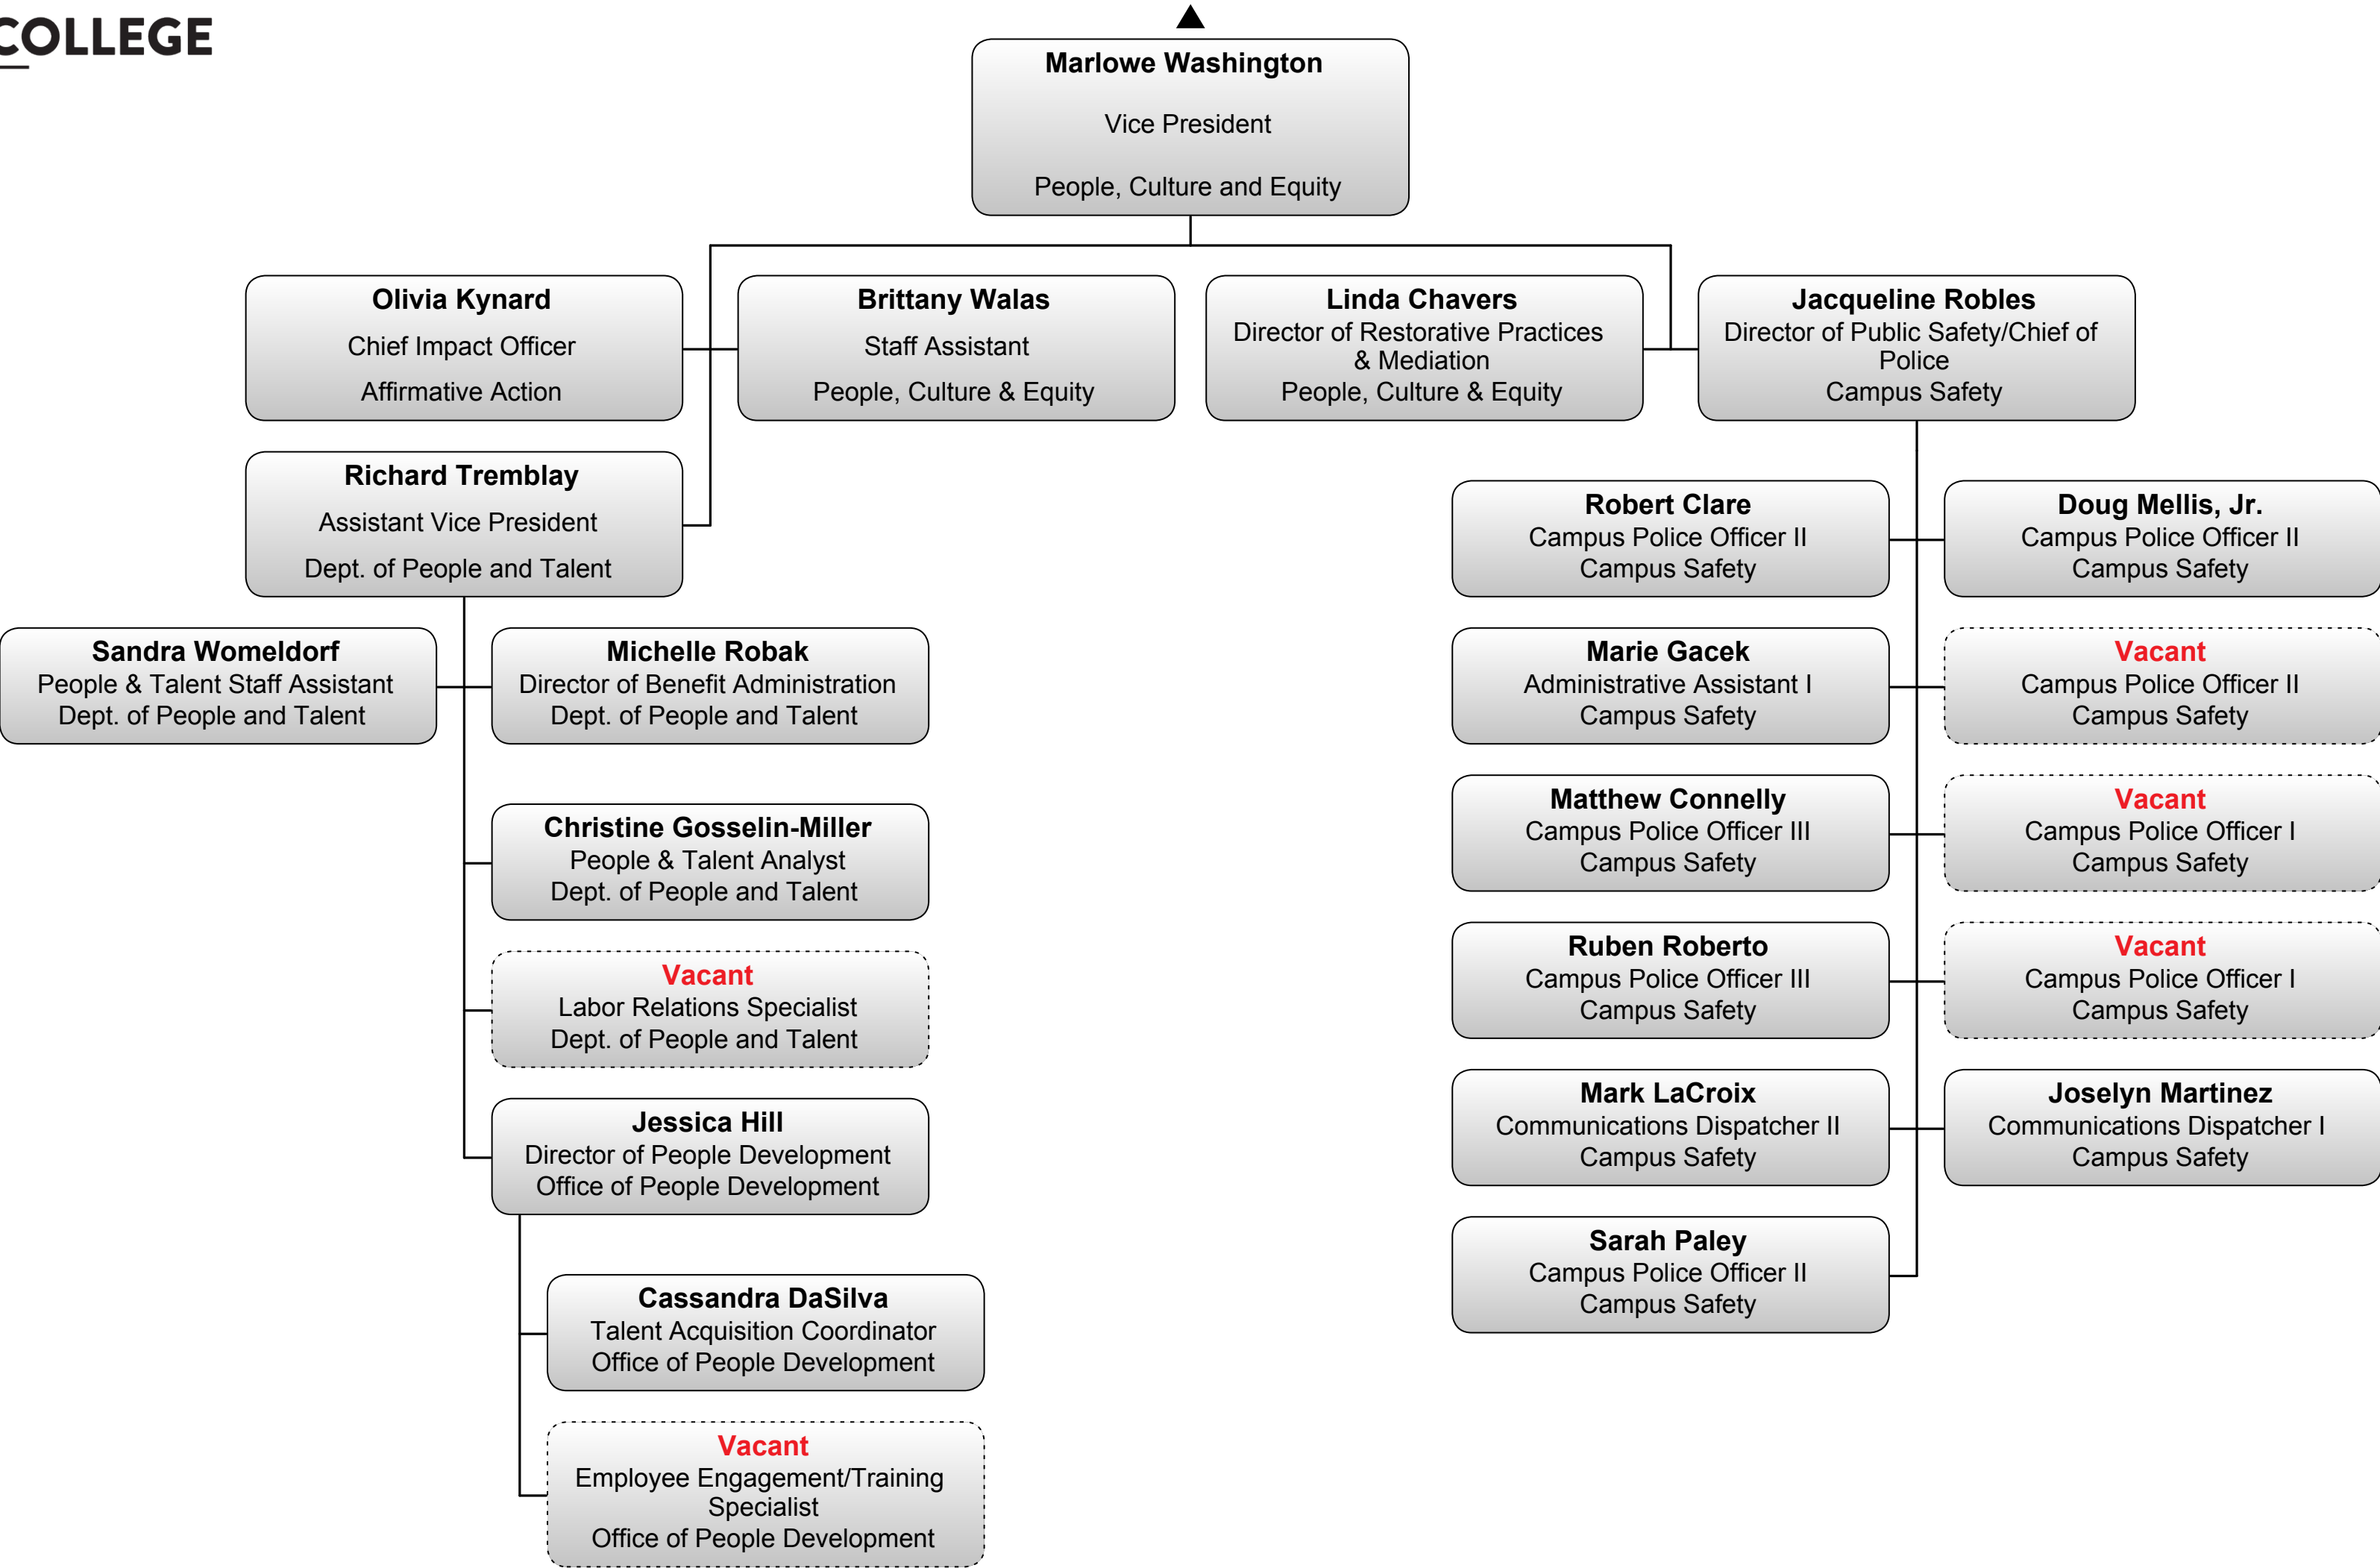 COLLEGE
Marlowe Washington
Vice President
People, Culture and Equity
Olivia Kynard
Chief Impact Officer
Affirmative Action
Brittany Walas
Staff Assistant
People, Culture & Equity
Linda Chavers
Director of Restorative Practices
& Mediation
People, Culture & Equity
Jacqueline Robles
Director of Public Safety/Chief of
Police
Campus Safety
Richard Tremblay
Assistant Vice President
Dept. of People and Talent
Sandra Womeldorf
People & Talent Staff Assistant
Dept. of People and Talent
Michelle Robak
Director of Benefit Administration
Dept. of People and Talent
Christine Gosselin-Miller
People & Talent Analyst
Dept. of People and Talent
Vacant
Labor Relations Specialist
Dept. of People and Talent
Jessica Hill
Director of People Development
Office of People Development
Cassandra DaSilva
Talent Acquisition Coordinator
Office of People Development
Vacant
Employee Engagement/Training
Specialist
Office of People Development
Robert Clare
Campus Police Officer II
Campus Safety
Doug Mellis, Jr.
Campus Police Officer II
Campus Safety
Marie Gacek
Administrative Assistant I
Campus Safety
Vacant
Campus Police Officer II
Campus Safety
Matthew Connelly
Campus Police Officer III
Campus Safety
Vacant
Campus Police Officer I
Campus Safety
Ruben Roberto
Campus Police Officer III
Campus Safety
Vacant
Campus Police Officer I
Campus Safety
Mark LaCroix
Communications Dispatcher II
Campus Safety
Joselyn Martinez
Communications Dispatcher I
Campus Safety
Sarah Paley
Campus Police Officer II
Campus Safety